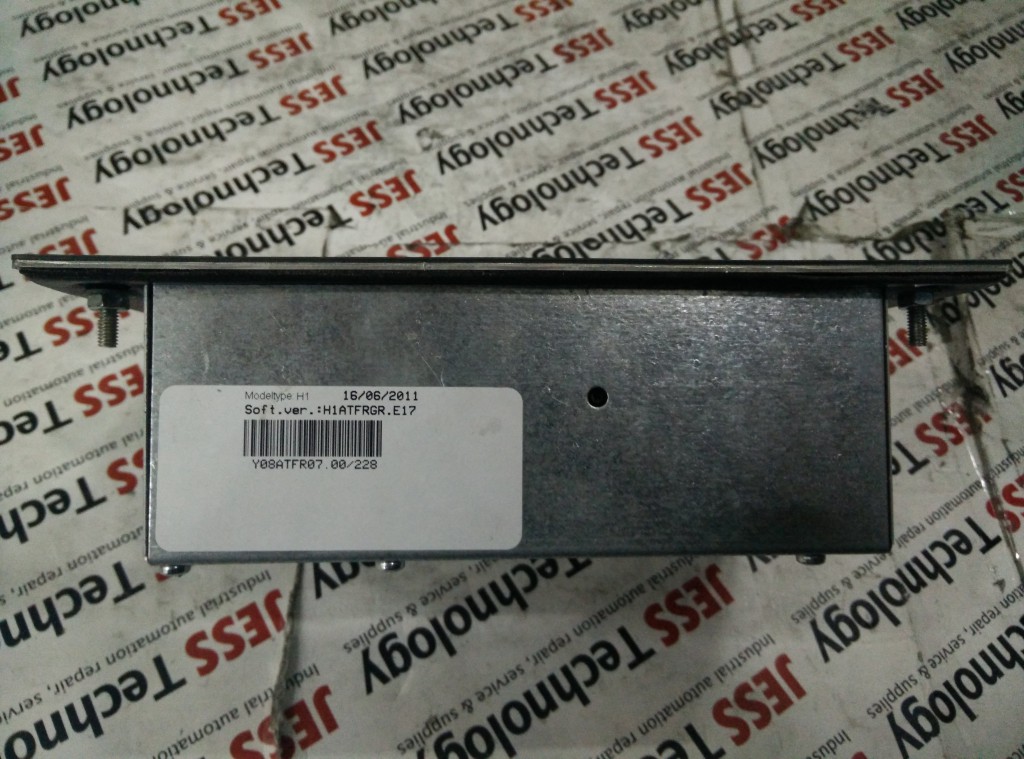 Modeltype H1 16/06/2011
Soft.ver.:H1ATFRGR.E17
Y08ATFR07.00/228
JESS Technology
Industrial automation repair, service & supplies